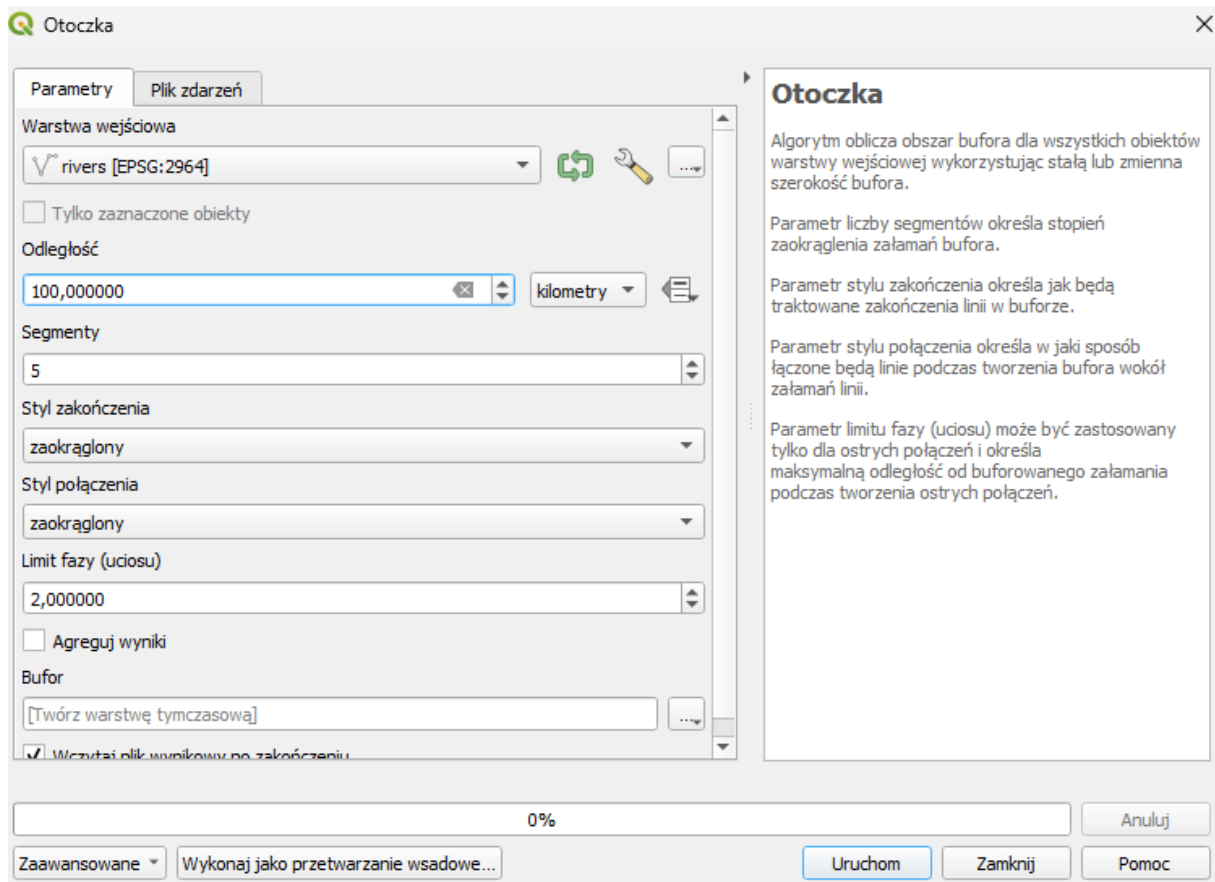 Otoczka
Parametry
Plik zdarzeń
Warstwa wejściowa
rivers [EPSG:2964]
...
Tylko zaznaczone obiekty
Odległość
100,000000
kilometry
Segmenty
5
Styl zakończenia
zaokrąglony
Styl połączenia
zaokrąglony
Limit fazy (uciosu)
2,000000
Agreguj wyniki
Bufor
[Twórz warstwę tymczasową]
...
Wczytaj plik wynikowy po zakończeniu
Otoczka
Algorytm oblicza obszar bufora dla wszystkich obiektów
warstwy wejściowej wykorzystując stałą lub zmienna
szerokość bufora.
Parametr liczby segmentów określa stopień
zaokrąglenia załamań bufora.
Parametr stylu zakończenia określa jak będą
traktowane zakończenia linii w buforze.
Parametr stylu połączenia określa w jaki sposób
łączone będą linie podczas tworzenia bufora wokół
załamań linii.
Parametr limitu fazy (uciosu) może być zastosowany
tylko dla ostrych połączeń i określa
maksymalną odległość od buforowanego załamania
podczas tworzenia ostrych połączeń.
0%
Anuluj
Zaawansowane
Wykonaj jako przetwarzanie wsadowe...
Uruchom
Zamknij
Pomoc